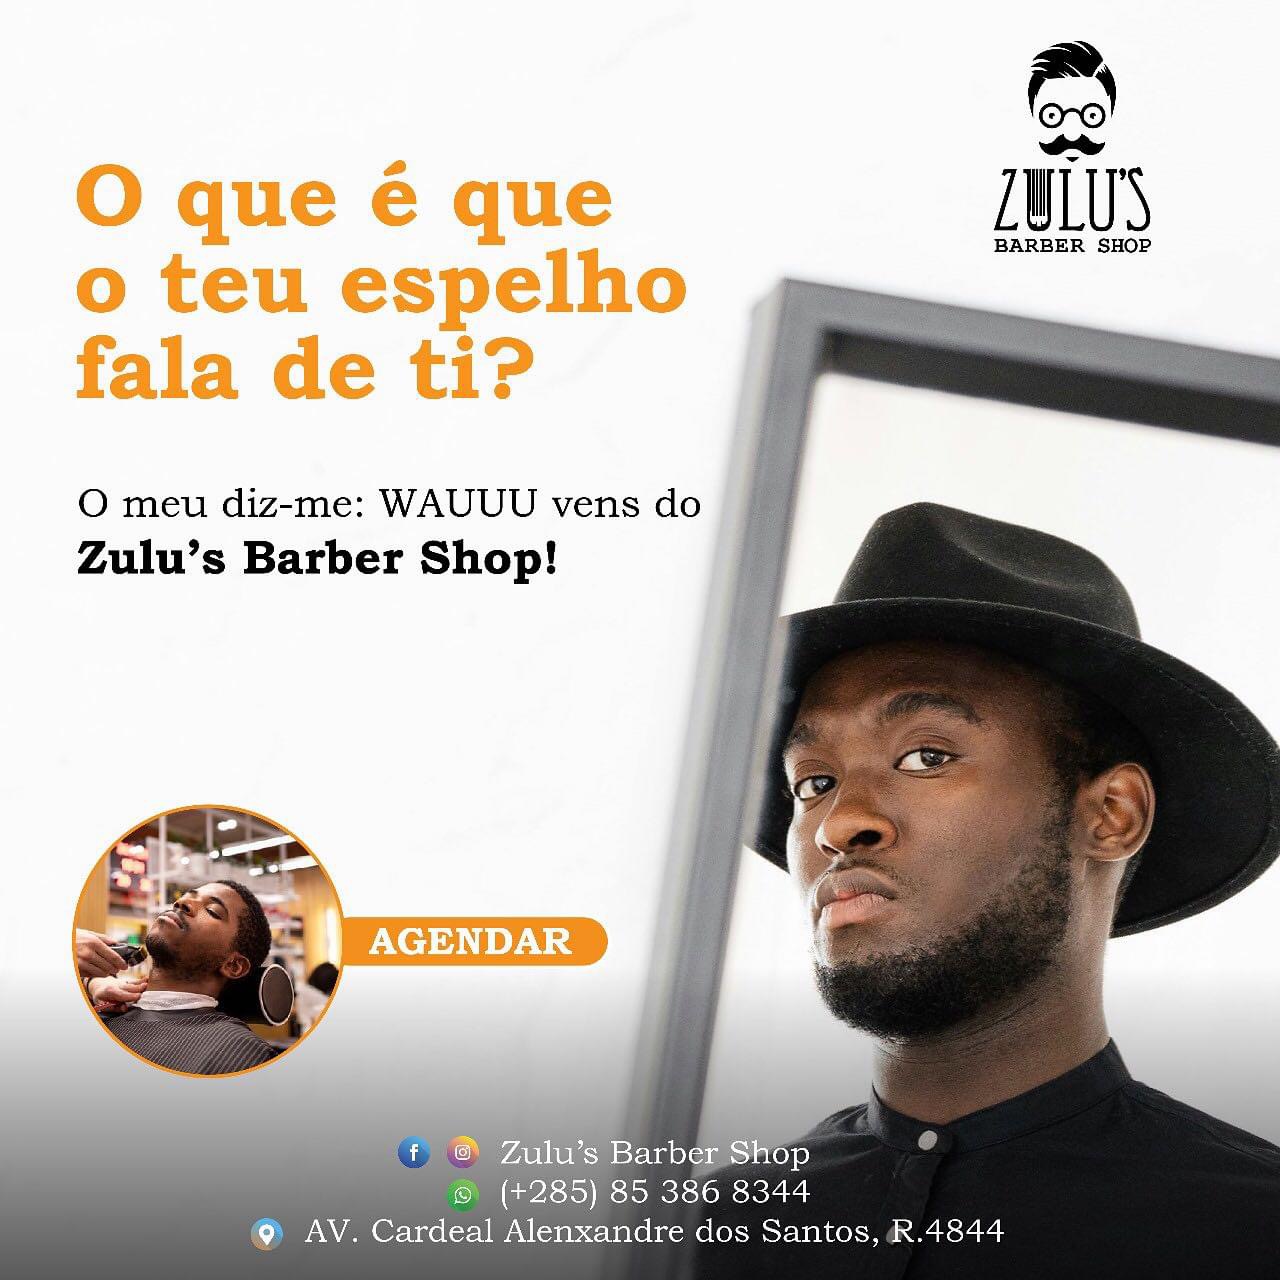 ZULU'S
BARBER SHOP
O que é que
o teu espelho
fala de ti?
O meu diz-me: WAUUU vens do
Zulu's Barber Shop!
AGENDAR
Zulu's Barber Shop
(+285) 85 386 8344
AV. Cardeal Alenxandre dos Santos, R.4844